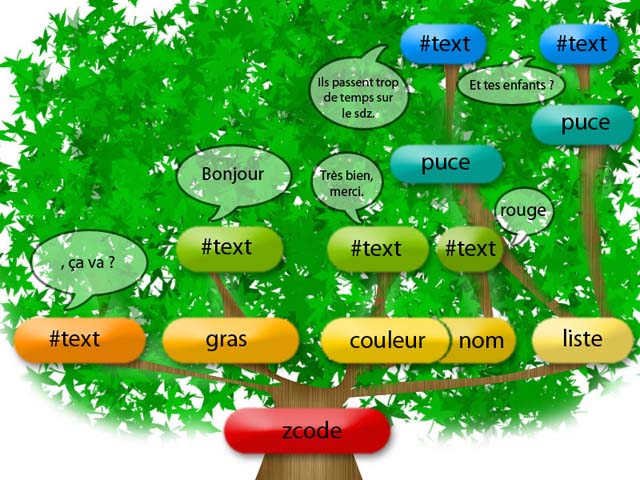 #text
#text
Ils passent trop
de temps sur
le sdz.
Et tes enfants ?
puce
puce
Bonjour
Très bien,
merci.
rouge
#text
#text
#text
, ça va ?
#text
gras
couleur
nom
liste
zcode